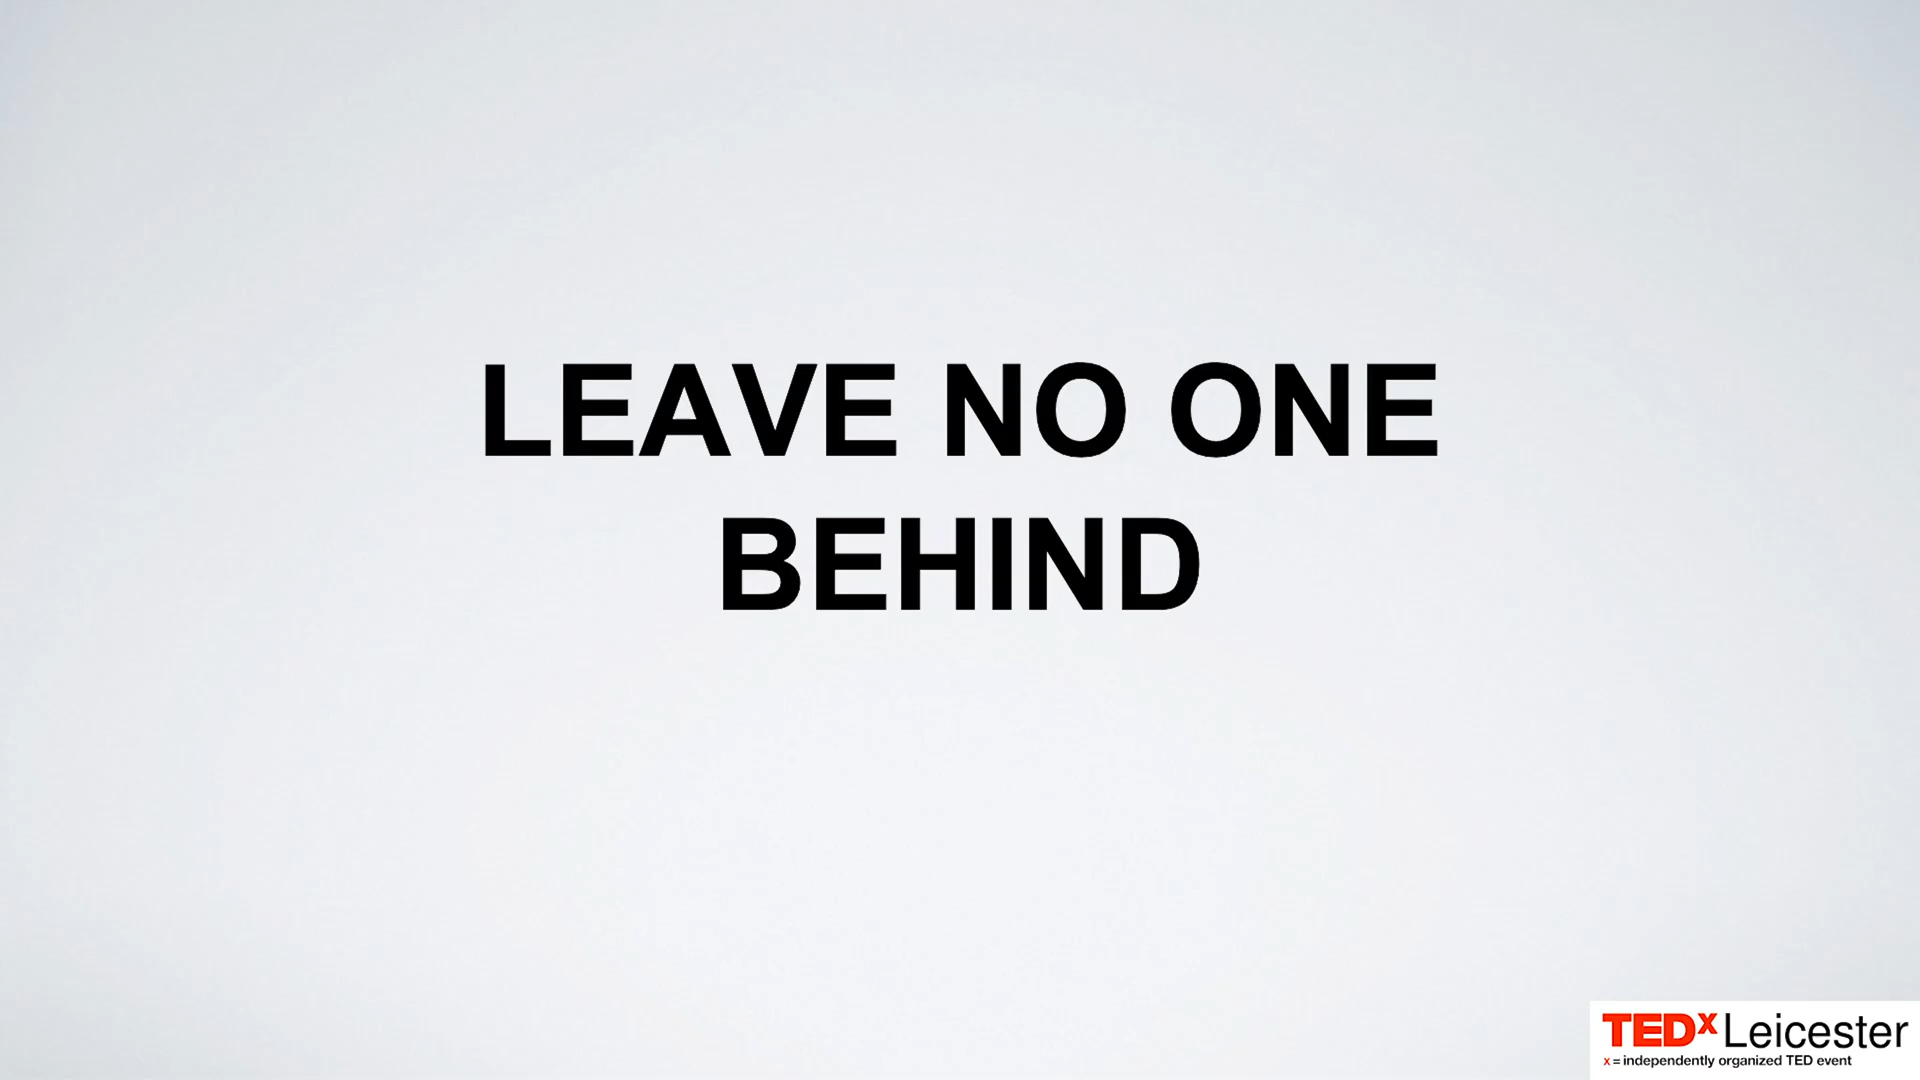 LEAVE NO ONE
BEHIND
TEDx Leicester
x = independently organized TED event